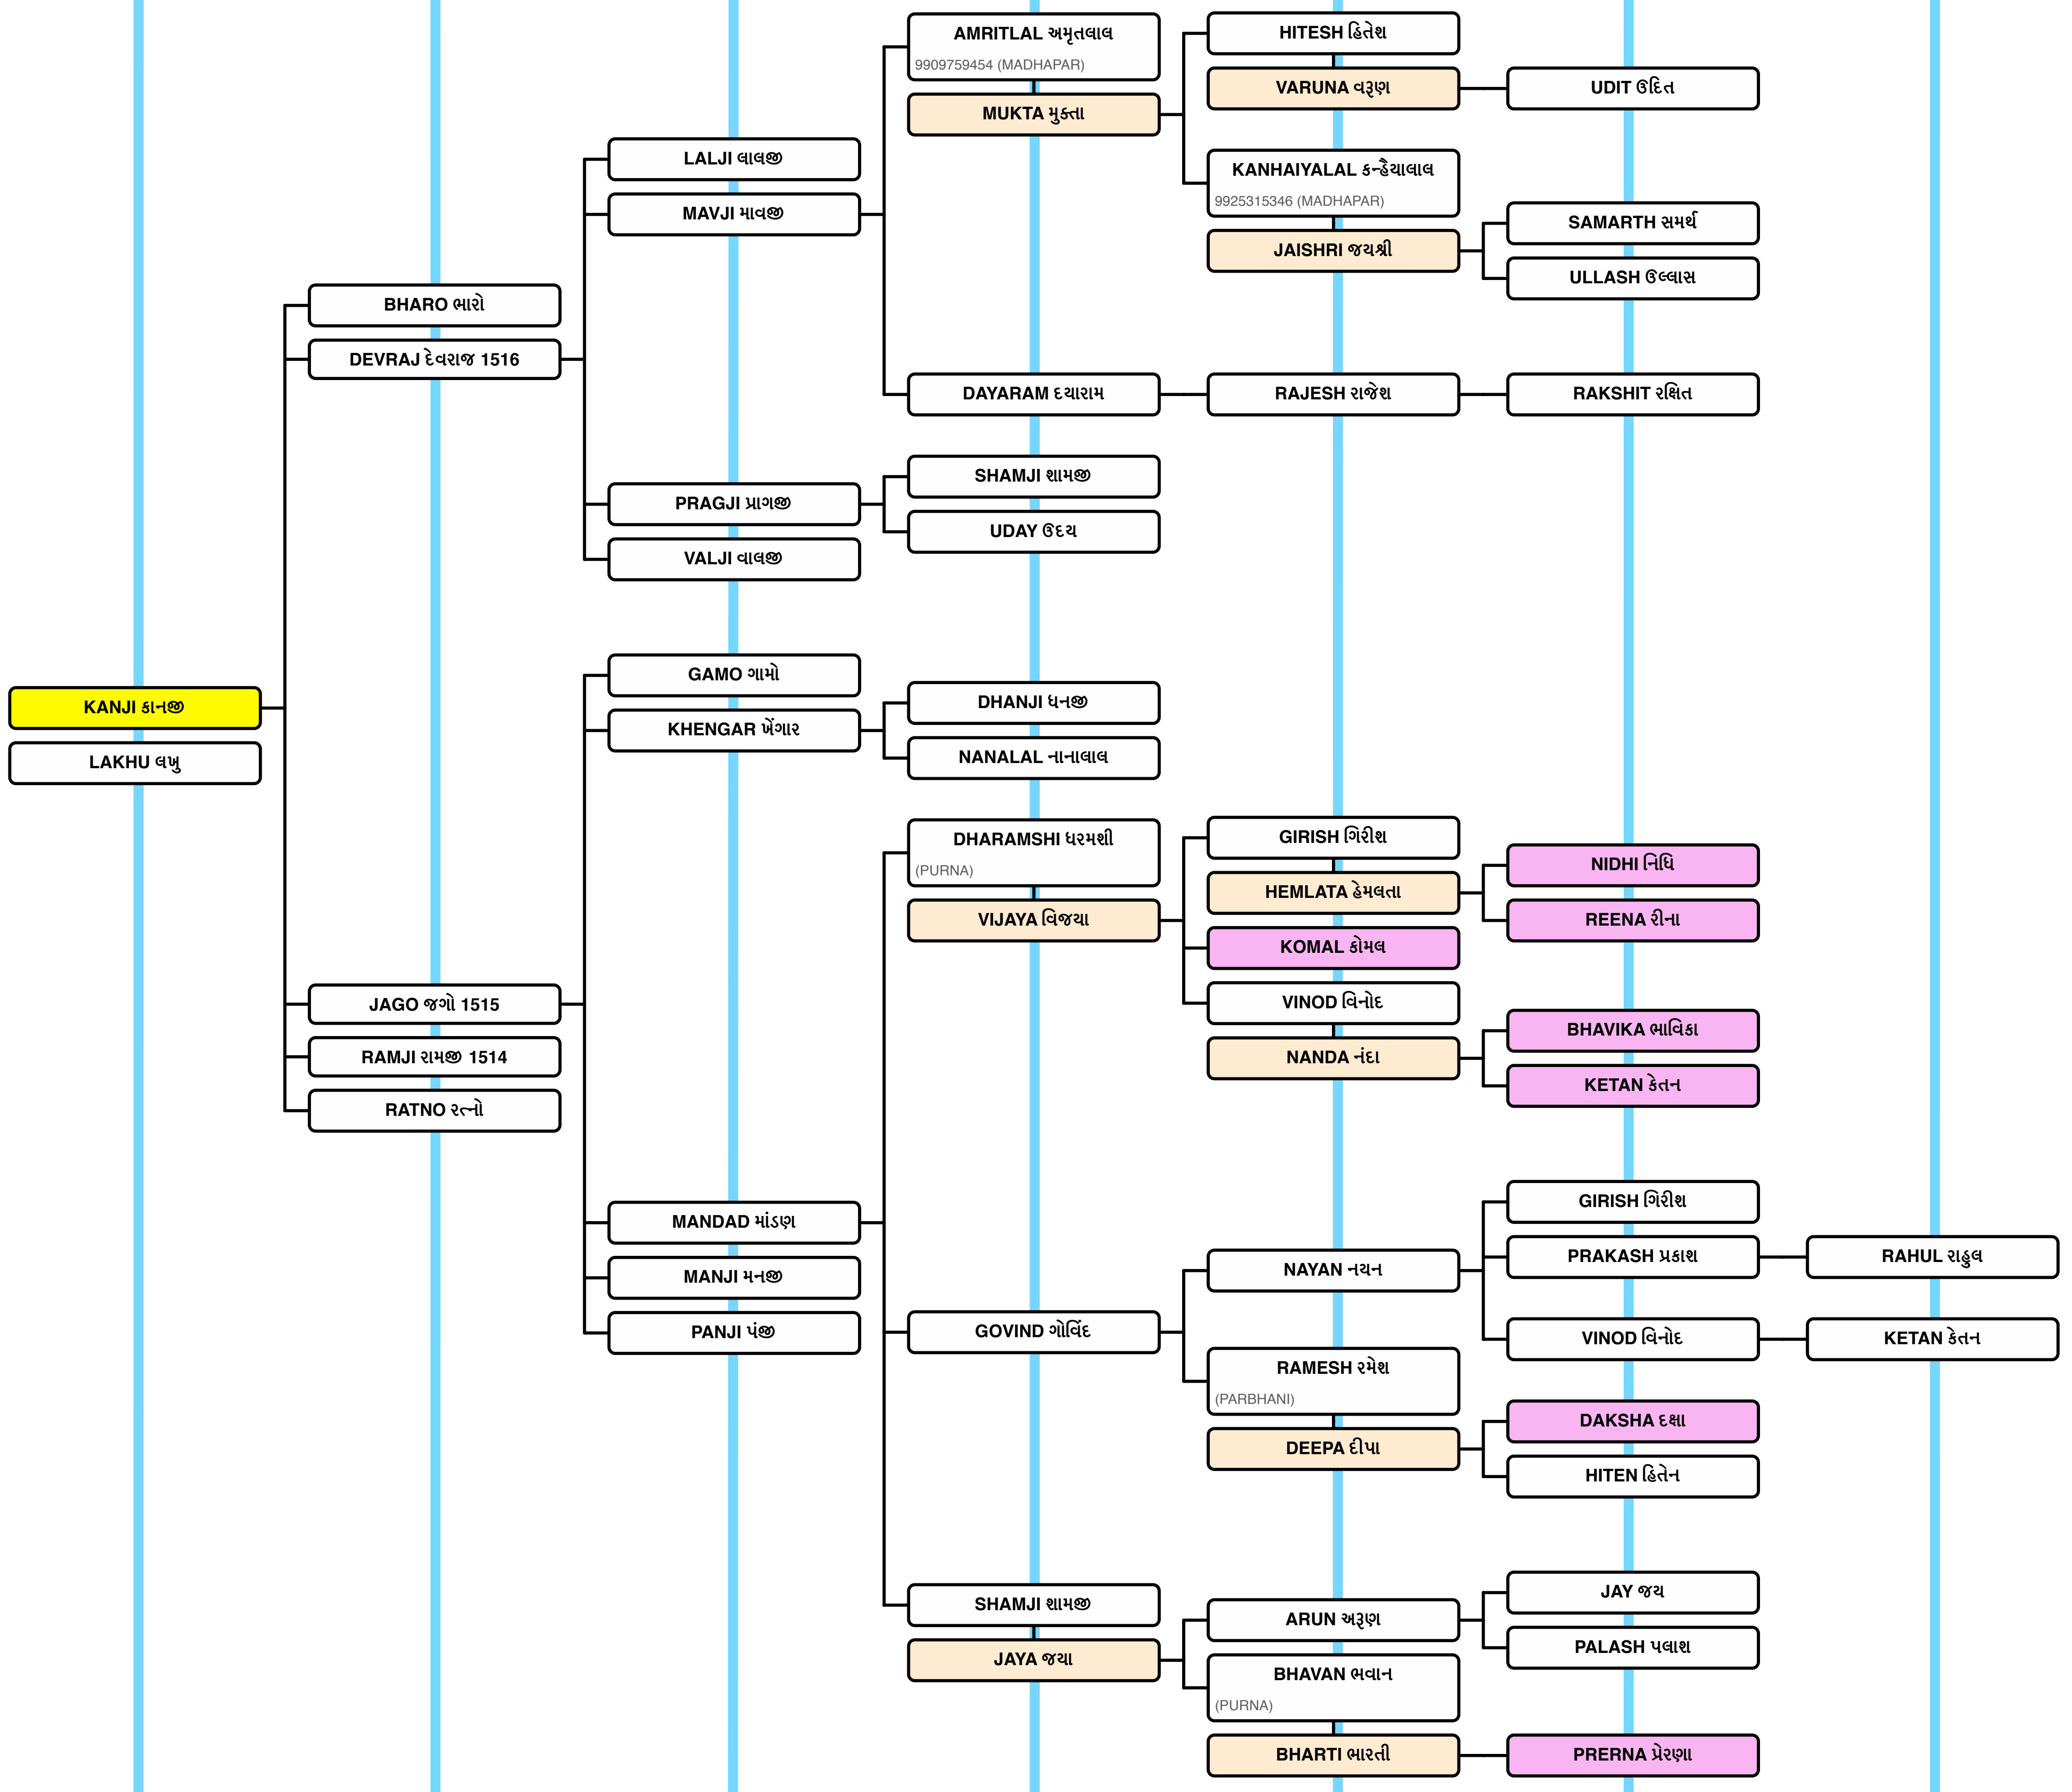 KANJI કાનજી
LAKHU લખુ
BHARO ભારો
DEVRAJ દેવરાજ 1516
JAGO જગો 1515
RAMJI રામજી 1514
RATNO રત્નો
LALJI લાલજી
MAVJI માવજી
PRAGJI પ્રાગજી
VALJI વાલજી
GAMO ગામો
KHENGAR ખેંગાર
MANDAD માંડણ
MANJI મનજી
PANJI પંજી
AMRITLAL અમૃતલાલ
9909759454 (MADHAPAR)
MUKTA મુક્તા
DAYARAM દયારામ
SHAMJI શામજી
UDAY ઉદય
DHANJI ધનજી
NANALAL નાનાલાલ
DHARAMSHI ધરમશી
(PURNA)
VIJAYA વિજયા
GOVIND ગોવિંદ
SHAMJI શામજી
JAYA જયા
HITESH હિતેશ
VARUNA વરૂણ
KANHAIYALAL કન્હૈયાલાલ
9925315346 (MADHAPAR)
JAISHRI જયશ્રી
RAJESH રાજેશ
GIRISH ગિરીશ
HEMLATA હેમલતા
KOMAL કોમલ
VINOD વિનોદ
NANDA નંદા
NAYAN નયન
RAMESH રમેશ
(PARBHANI)
DEEPA દીપા
ARUN અરૂણ
BHAVAN ભવાન
(PURNA)
BHARTI ભારતી
UDIT ઉદિત
SAMARTH સમર્થ
ULLASH ઉલ્લાસ
RAKSHIT રક્ષિત
NIDHI નિધિ
REENA રીના
BHAVIKA ભાવિકા
KETAN કેતન
GIRISH ગિરીશ
PRAKASH પ્રકાશ
VINOD વિનોદ
DAKSHA દક્ષા
HITEN હિતેન
JAY જય
PALASH પલાશ
PRERNA પ્રેરણા
RAHUL રાહુલ
KETAN કેતન